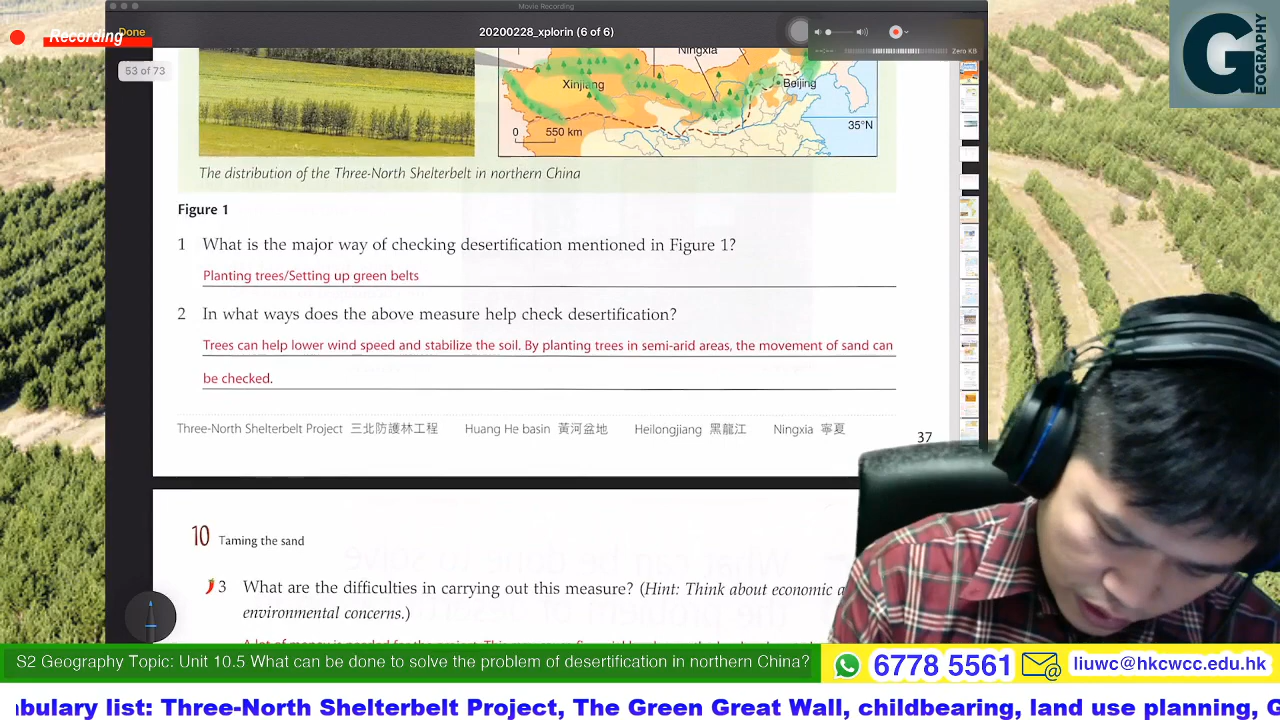 Movie Recording
Recording
Done
20200228_xplorin (6 of 6)
Zero KB
GEOGRAPHY
53 of 73
Ningxia
Xinjiang
Beijing
0 550 km
35°N
The distribution of the Three-North Shelterbelt in northern China
Figure 1
1 What is the major way of checking desertification mentioned in Figure 1?
Planting trees/Setting up green belts
2 In what ways does the above measure help check desertification?
Trees can help lower wind speed and stabilize the soil. By planting trees in semi-arid areas, the movement of sand can
be checked.
Three-North Shelterbelt Project 三北防護林工程 Huang He basin 黃河盆地 Heilongjiang 黑龍江 Ningxia 寧夏
37
10 Taming the sand
3 What are the difficulties in carrying out this measure? (Hint: Think about economic a
environmental concerns.)
S2 Geography Topic: Unit 10.5 What can be done to solve the problem of desertification in northern China?
6778 5561
liuwc@hkcwcc.edu.hk
bulary list: Three-North Shelterbelt Project, The Green Great Wall, childbearing, land use planning, G